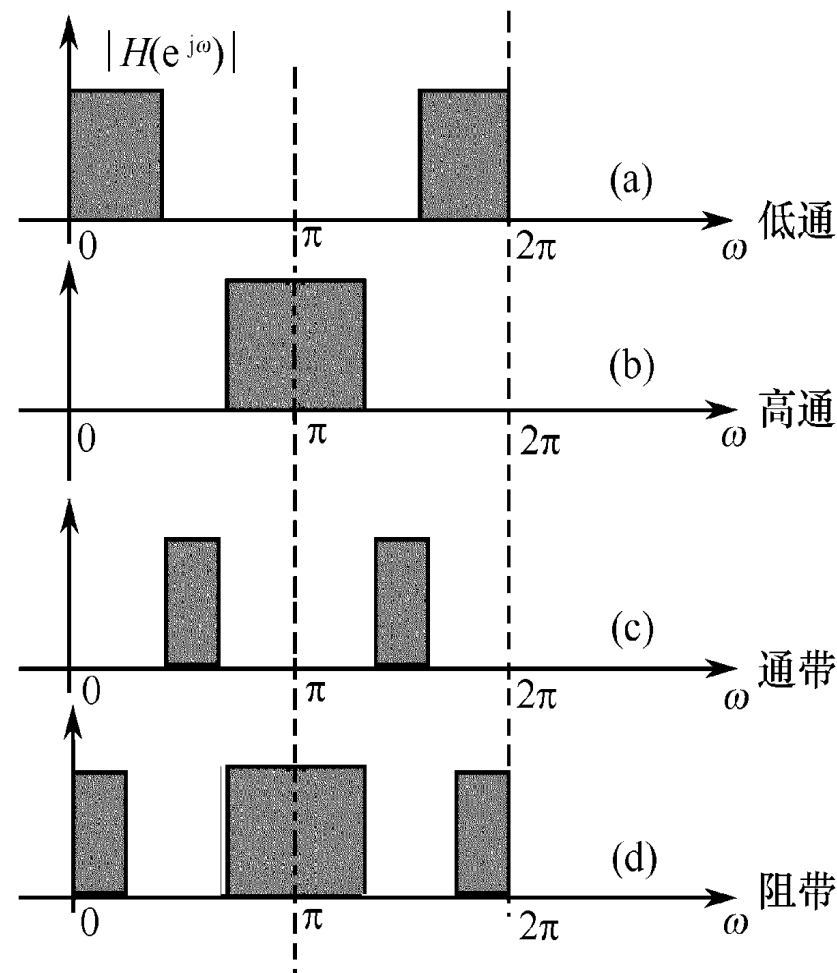 |H(e^{jω})|
(a)
0 π 2π ω 低通
(b)
0 π 2π ω 高通
(c)
0 π 2π ω 通带
(d)
0 π 2π ω 阻带